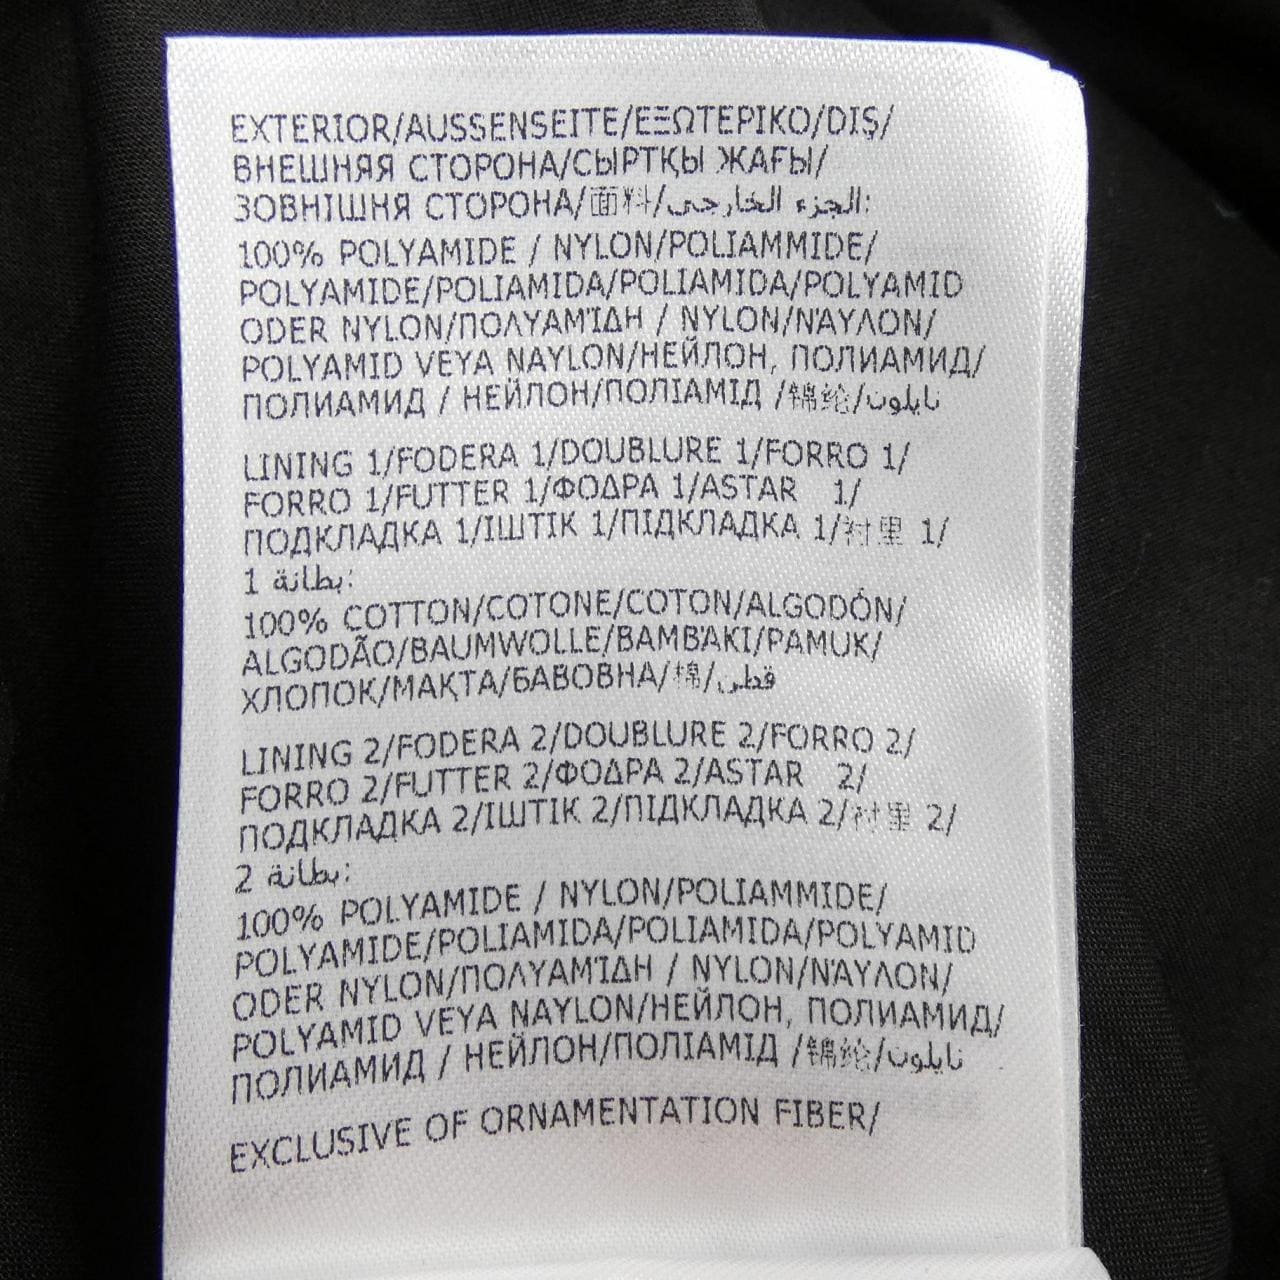 EXTERIOR/AUSSENSEITE/ΕΞΩΤΕΡΙΚΟ/DIŞ/
ВНЕШНЯЯ СТОРОНА/СЫРТҚЫ ЖАҒЫ/
ЗОВНІШНЯ СТОРОНА/面料/الجزء الخارجي:
100% POLYAMIDE / NYLON/POLIAMMIDE/
POLYAMIDE/POLIAMIDA/POLIAMIDA/POLYAMID
ODER NYLON/ΠΟΛΥΑΜΊΔΗ / NYLON/ΝΆΥΛΟΝ/
POLYAMID VEYA NAYLON/НЕЙЛОН, ПОЛИАМИД/
ПОЛИАМИД / НЕЙЛОН/ПОЛІАМІД /锦纶/نايلون
LINING 1/FODERA 1/DOUBLURE 1/FORRO 1/
FORRO 1/FUTTER 1/ΦΟΔΡΑ 1/ASTAR 1/
ПОДКЛАДКА 1/ІШТІК 1/ПІДКЛАДКА 1/衬里 1/
1 بطانة:
100% COTTON/COTONE/COTON/ALGODÓN/
ALGODÃO/BAUMWOLLE/ΒΑΜΒΆΚΙ/PAMUK/
ХЛОПОК/МАҚТА/БАВОВНА/棉/قطن
LINING 2/FODERA 2/DOUBLURE 2/FORRO 2/
FORRO 2/FUTTER 2/ΦΟΔΡΑ 2/ASTAR 2/
ПОДКЛАДКА 2/ІШТІК 2/ПІДКЛАДКА 2/衬里 2/
2 بطانة:
100% POLYAMIDE / NYLON/POLIAMMIDE/
POLYAMIDE/POLIAMIDA/POLIAMIDA/POLYAMID
ODER NYLON/ΠΟΛΥΑΜΊΔΗ / NYLON/ΝΆΥΛΟΝ/
POLYAMID VEYA NAYLON/НЕЙЛОН, ПОЛИАМИД/
ПОЛИАМИД / НЕЙЛОН/ПОЛІАМІД /锦纶/نايلون
EXCLUSIVE OF ORNAMENTATION FIBER/